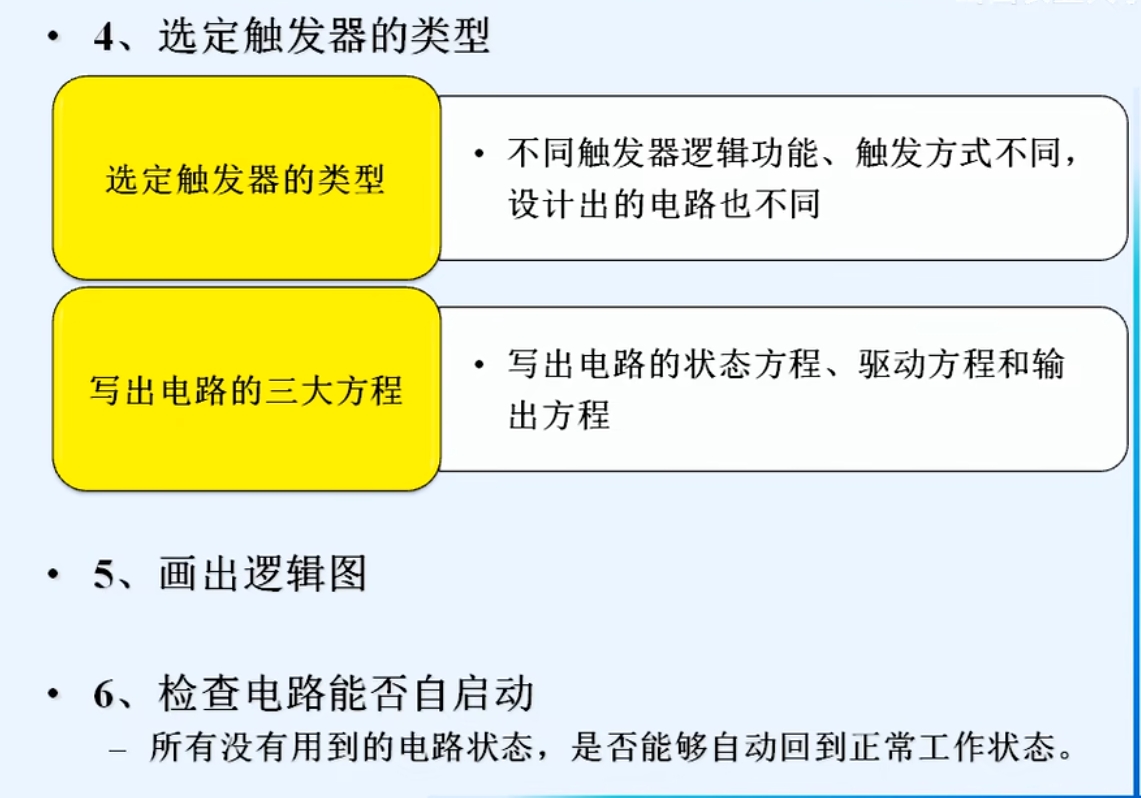 • 4、选定触发器的类型
选定触发器的类型
• 不同触发器逻辑功能、触发方式不同，
设计出的电路也不同
写出电路的三大方程
• 写出电路的状态方程、驱动方程和输
出方程
• 5、画出逻辑图
• 6、检查电路能否自启动
– 所有没有用到的电路状态，是否能够自动回到正常工作状态。